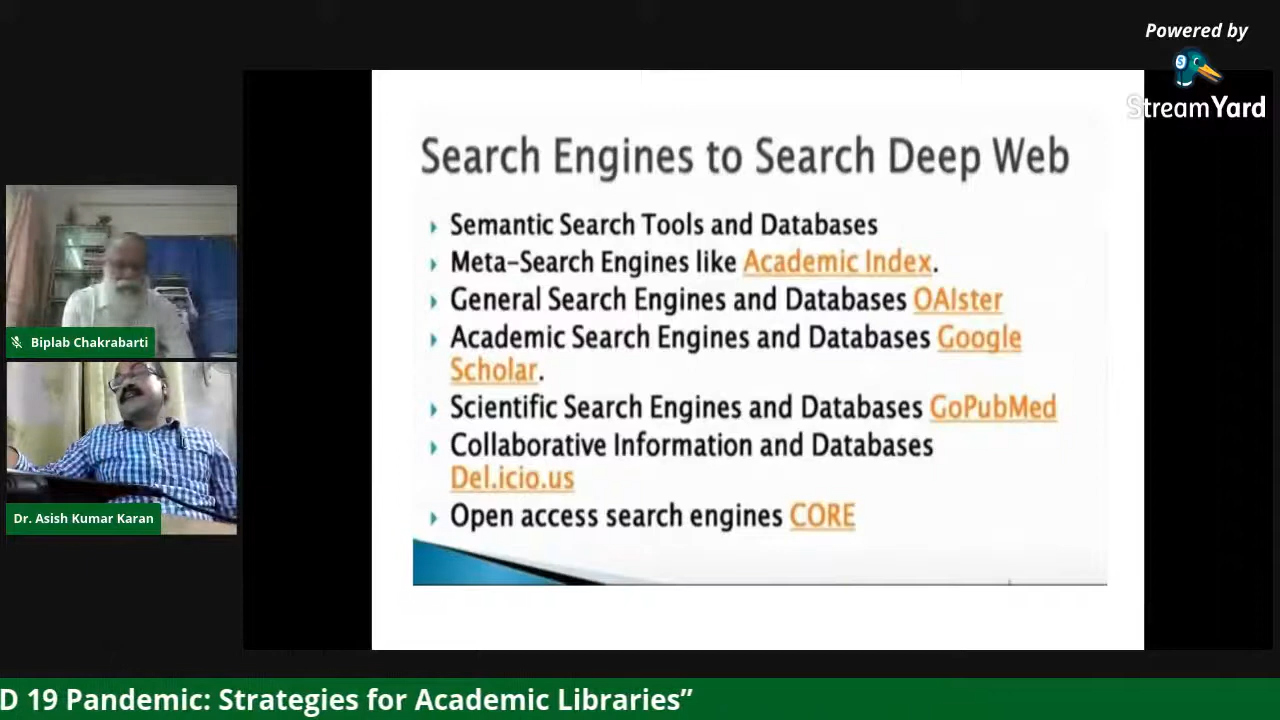 Powered by
StreamYard
Search Engines to Search Deep Web
Semantic Search Tools and Databases
Meta-Search Engines like Academic Index.
General Search Engines and Databases OAIster
Academic Search Engines and Databases Google
Scholar.
Scientific Search Engines and Databases GoPubMed
Collaborative Information and Databases
Del.icio.us
Open access search engines CORE
Biplab Chakrabarti
Dr. Asish Kumar Karan
D 19 Pandemic: Strategies for Academic Libraries”